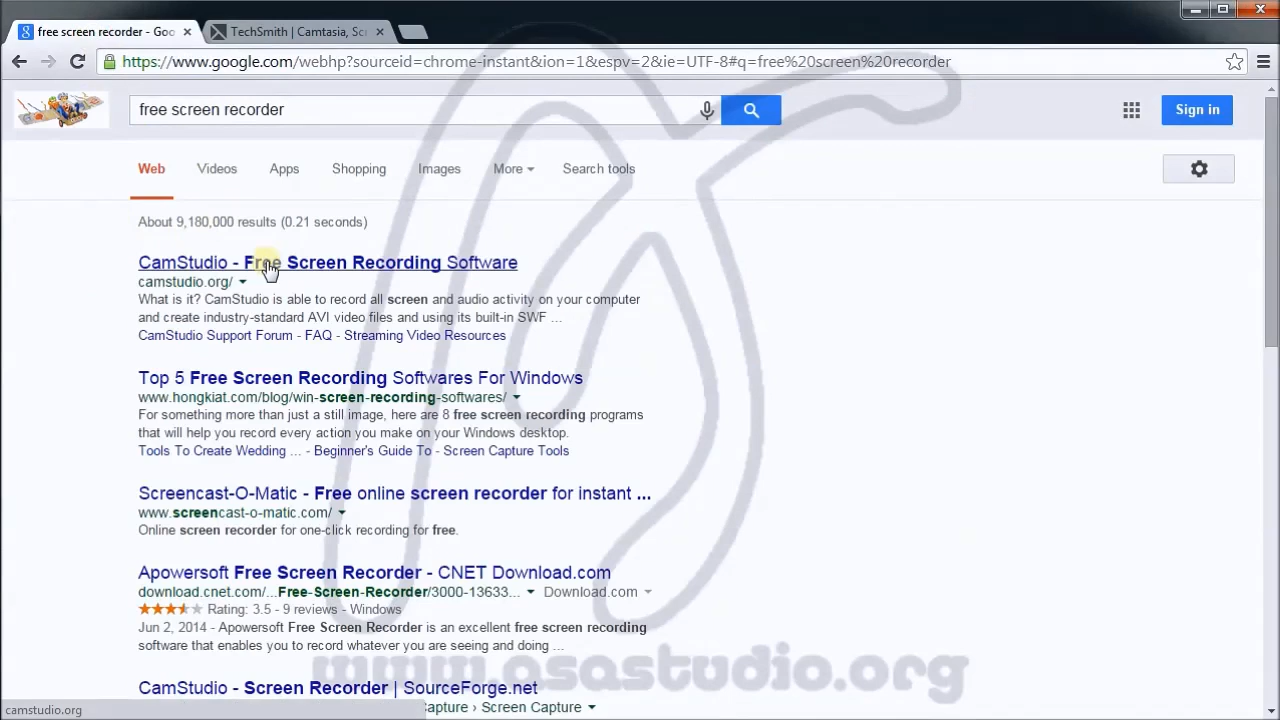 free screen recorder - Goo
TechSmith | Camtasia, Sc
https://www.google.com/webhp?sourceid=chrome-instant&ion=1&espv=2&ie=UTF-8#q=free%20screen%20recorder
free screen recorder
Sign in
Web Videos Apps Shopping Images More Search tools
About 9,180,000 results (0.21 seconds)
CamStudio - Free Screen Recording Software
camstudio.org/
What is it? CamStudio is able to record all screen and audio activity on your computer
and create industry-standard AVI video files and using its built-in SWF ...
CamStudio Support Forum - FAQ - Streaming Video Resources
Top 5 Free Screen Recording Softwares For Windows
www.hongkiat.com/blog/win-screen-recording-softwares/
For something more than just a still image, here are 8 free screen recording programs
that will help you record every action you make on your Windows desktop.
Tools To Create Wedding ... - Beginner's Guide To - Screen Capture Tools
Screencast-O-Matic - Free online screen recorder for instant ...
www.screencast-o-matic.com/
Online screen recorder for one-click recording for free.
Apowersoft Free Screen Recorder - CNET Download.com
download.cnet.com/...Free-Screen-Recorder/3000-13633... Download.com
Rating: 3.5 - 9 reviews - Windows
Jun 2, 2014 - Apowersoft Free Screen Recorder is an excellent free screen recording
software that enables you to record whatever you are seeing and doing ...
www.asastudio.org
CamStudio - Screen Recorder | SourceForge.net
Capture › Screen Capture
camstudio.org